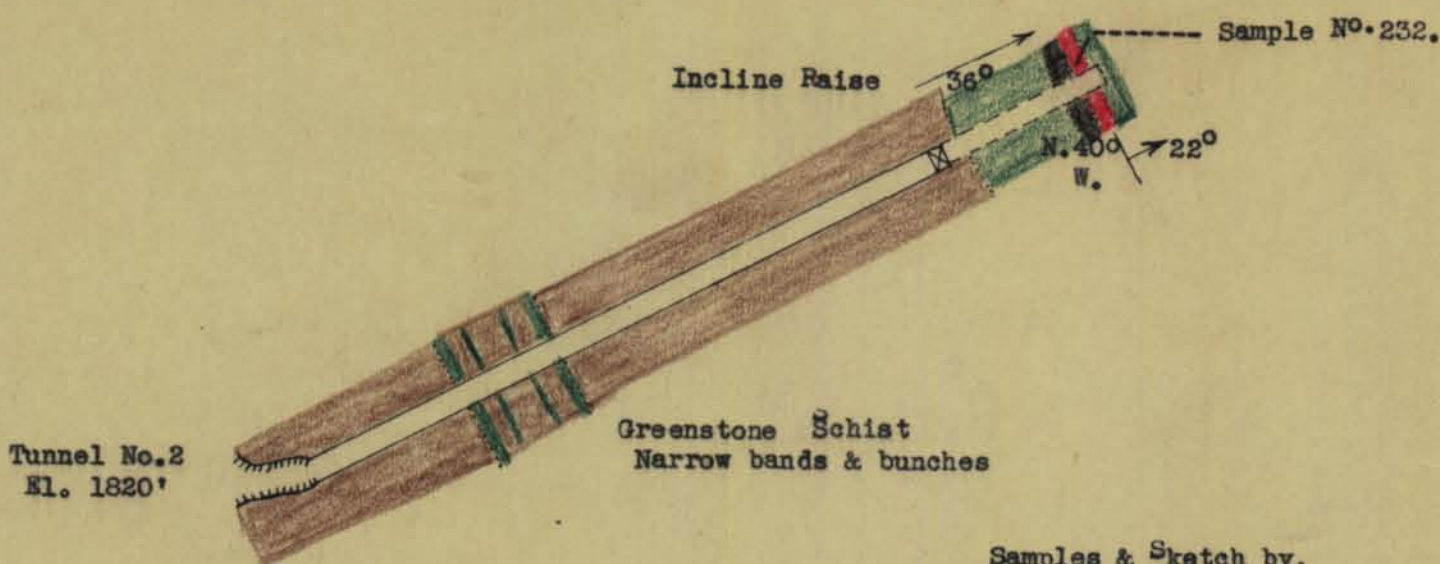 Sample No. 232.
Incline Raise
36°
N.40°
W.
22°
Greenstone Schist
Narrow bands & bunches
Tunnel No.2
El. 1820'
Samples & Sketch by.